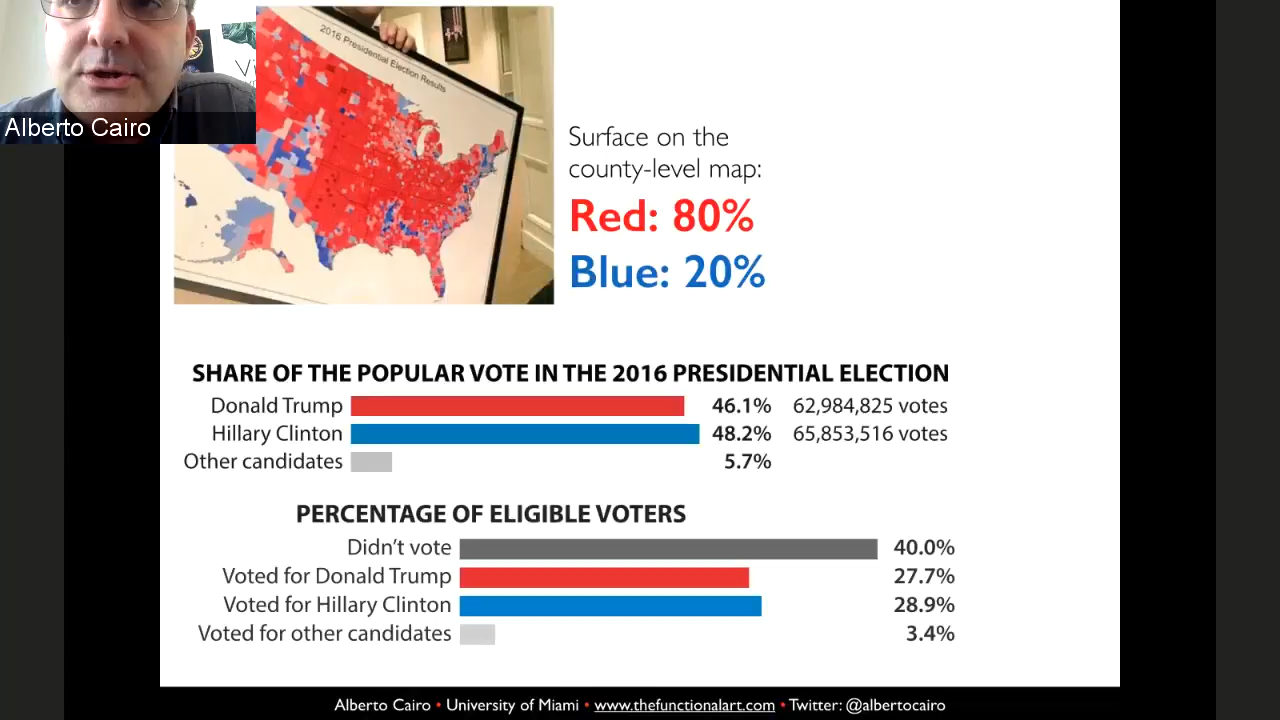 Alberto Cairo
Vi
2016 Presidential Election Results
Surface on the
county-level map:
Red: 80%
Blue: 20%
SHARE OF THE POPULAR VOTE IN THE 2016 PRESIDENTIAL ELECTION
Donald Trump 46.1% 62,984,825 votes
Hillary Clinton 48.2% 65,853,516 votes
Other candidates 5.7%
PERCENTAGE OF ELIGIBLE VOTERS
Didn't vote 40.0%
Voted for Donald Trump 27.7%
Voted for Hillary Clinton 28.9%
Voted for other candidates 3.4%
Alberto Cairo • University of Miami • www.thefunctionalart.com • Twitter: @albertocairo